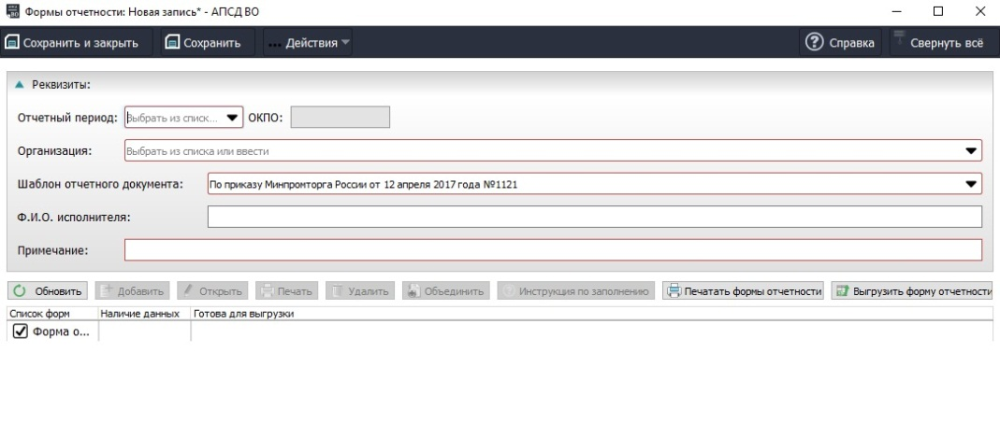 Формы отчетности: Новая запись* - АПСД ВО
Сохранить и закрыть Сохранить ... Действия Справка Свернуть всё
Реквизиты:
Отчетный период: Выбрать из списк... ОКПО:
Организация: Выбрать из списка или ввести
Шаблон отчетного документа: По приказу Минпромторга России от 12 апреля 2017 года №1121
Ф.И.О. исполнителя:
Примечание:
Обновить Добавить Открыть Печать Удалить Объединить Инструкция по заполнению Печатать формы отчетности Выгрузить форму отчетности
Список форм Наличие данных Готова для выгрузки
Форма о...